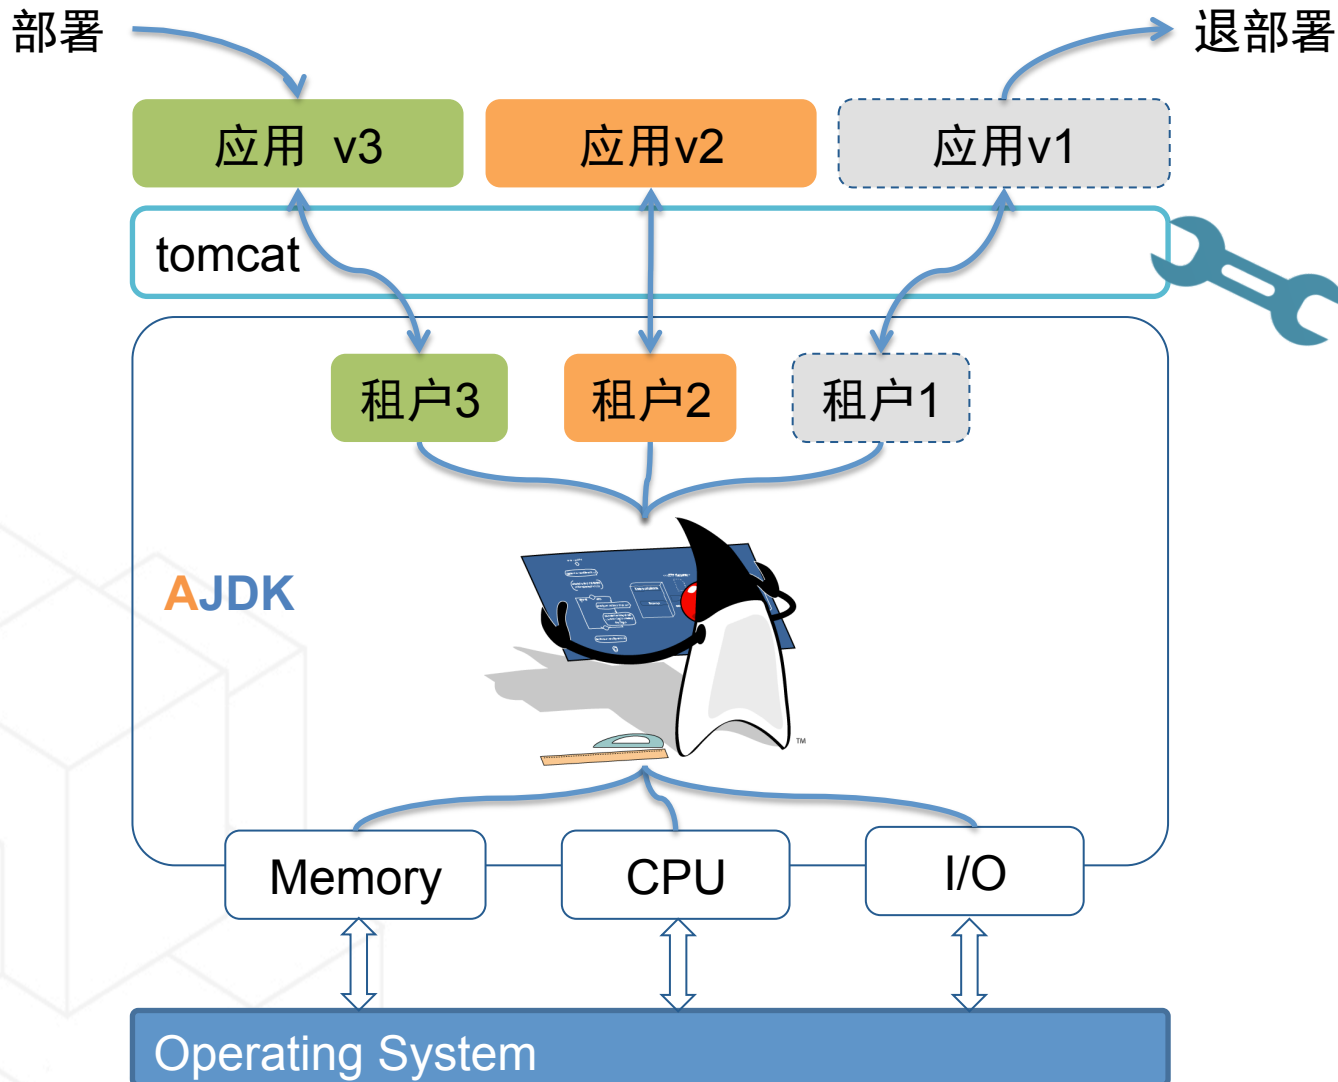 部署
退部署
应用 v3
应用v2
应用v1
tomcat
租户3
租户2
租户1
AJDK
TM
Memory
CPU
I/O
Operating System